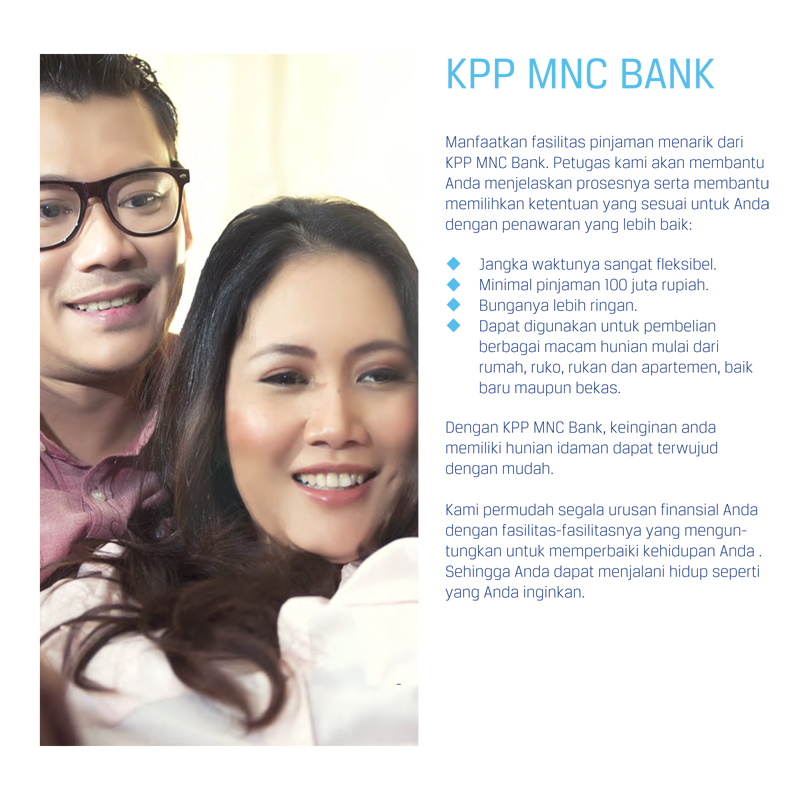 KPP MNC BANK
Manfaatkan fasilitas pinjaman menarik dari
KPP MNC Bank. Petugas kami akan membantu
Anda menjelaskan prosesnya serta membantu
memilihkan ketentuan yang sesuai untuk Anda
dengan penawaran yang lebih baik:
Jangka waktunya sangat fleksibel.
Minimal pinjaman 100 juta rupiah.
Bunganya lebih ringan.
Dapat digunakan untuk pembelian
berbagai macam hunian mulai dari
rumah, ruko, rukan dan apartemen, baik
baru maupun bekas.
Dengan KPP MNC Bank, keinginan anda
memiliki hunian idaman dapat terwujud
dengan mudah.
Kami permudah segala urusan finansial Anda
dengan fasilitas-fasilitasnya yang mengun-
tungkan untuk memperbaiki kehidupan Anda .
Sehingga Anda dapat menjalani hidup seperti
yang Anda inginkan.